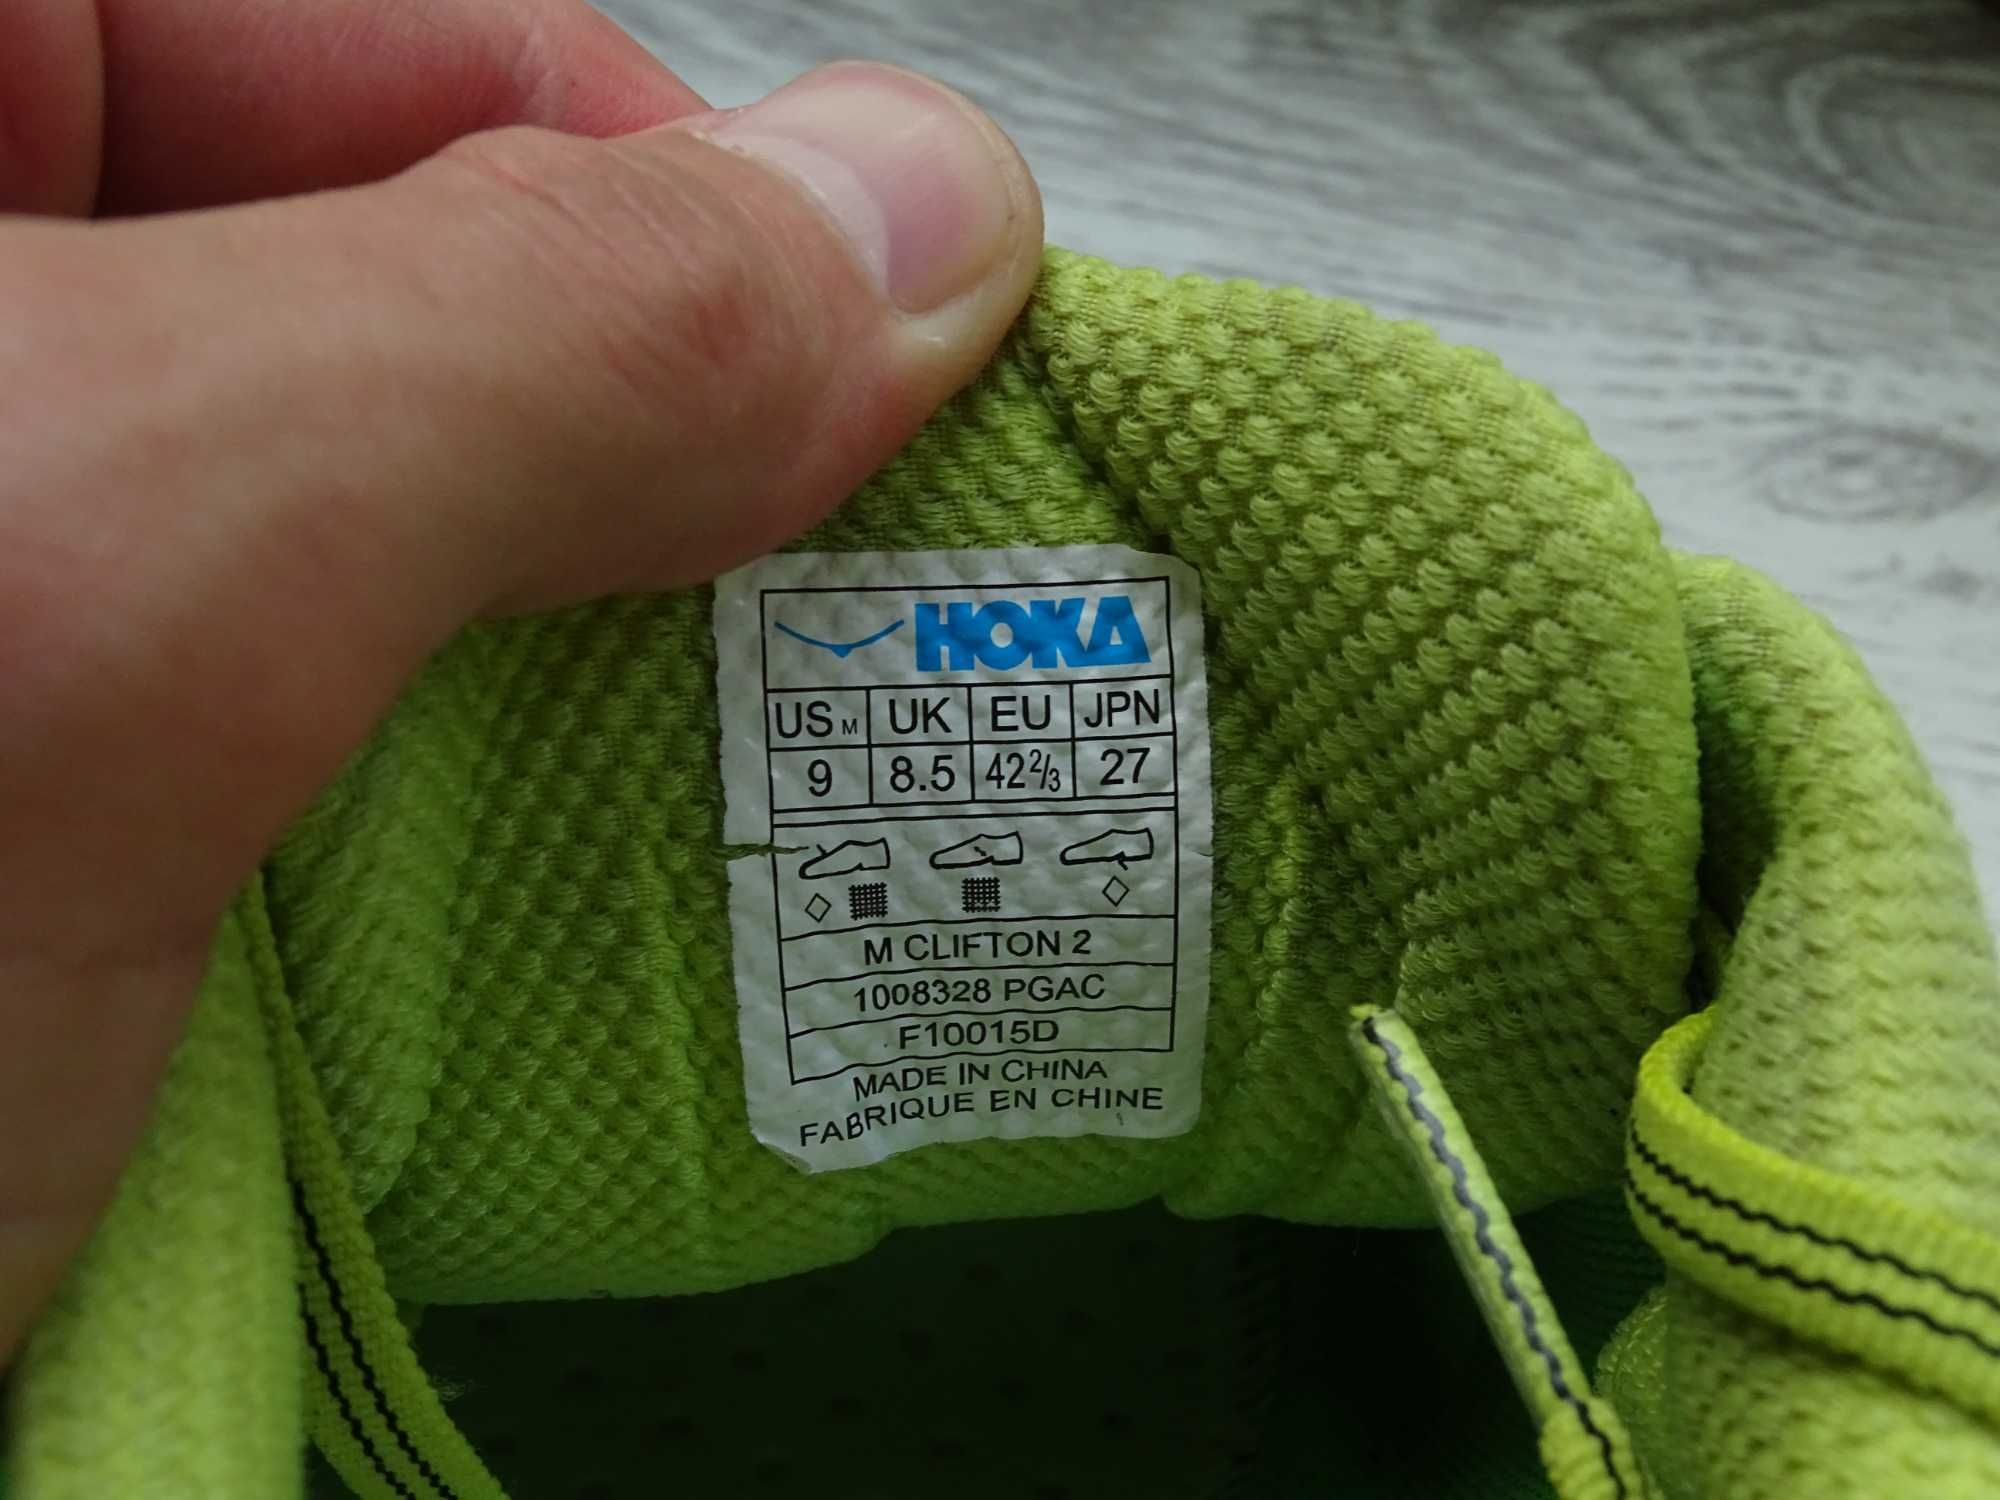 HOKA
US M UK EU JPN
9 8.5 42 2/3 27
M CLIFTON 2
1008328 PGAC
F10015D
MADE IN CHINA
FABRIQUE EN CHINE